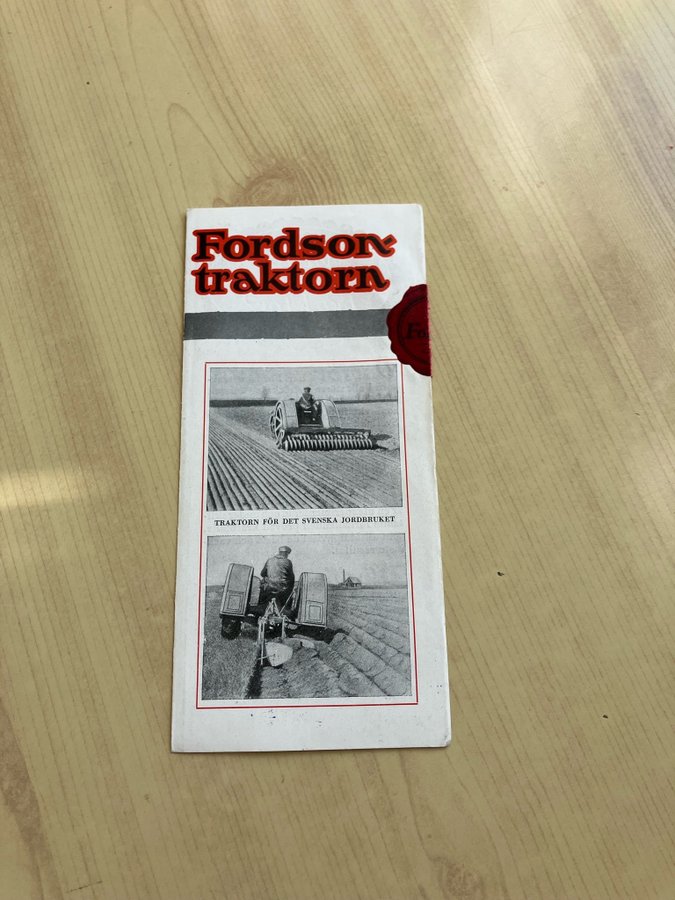 Fordson-
traktorn
TRAKTORN FÖR DET SVENSKA JORDBRUKET